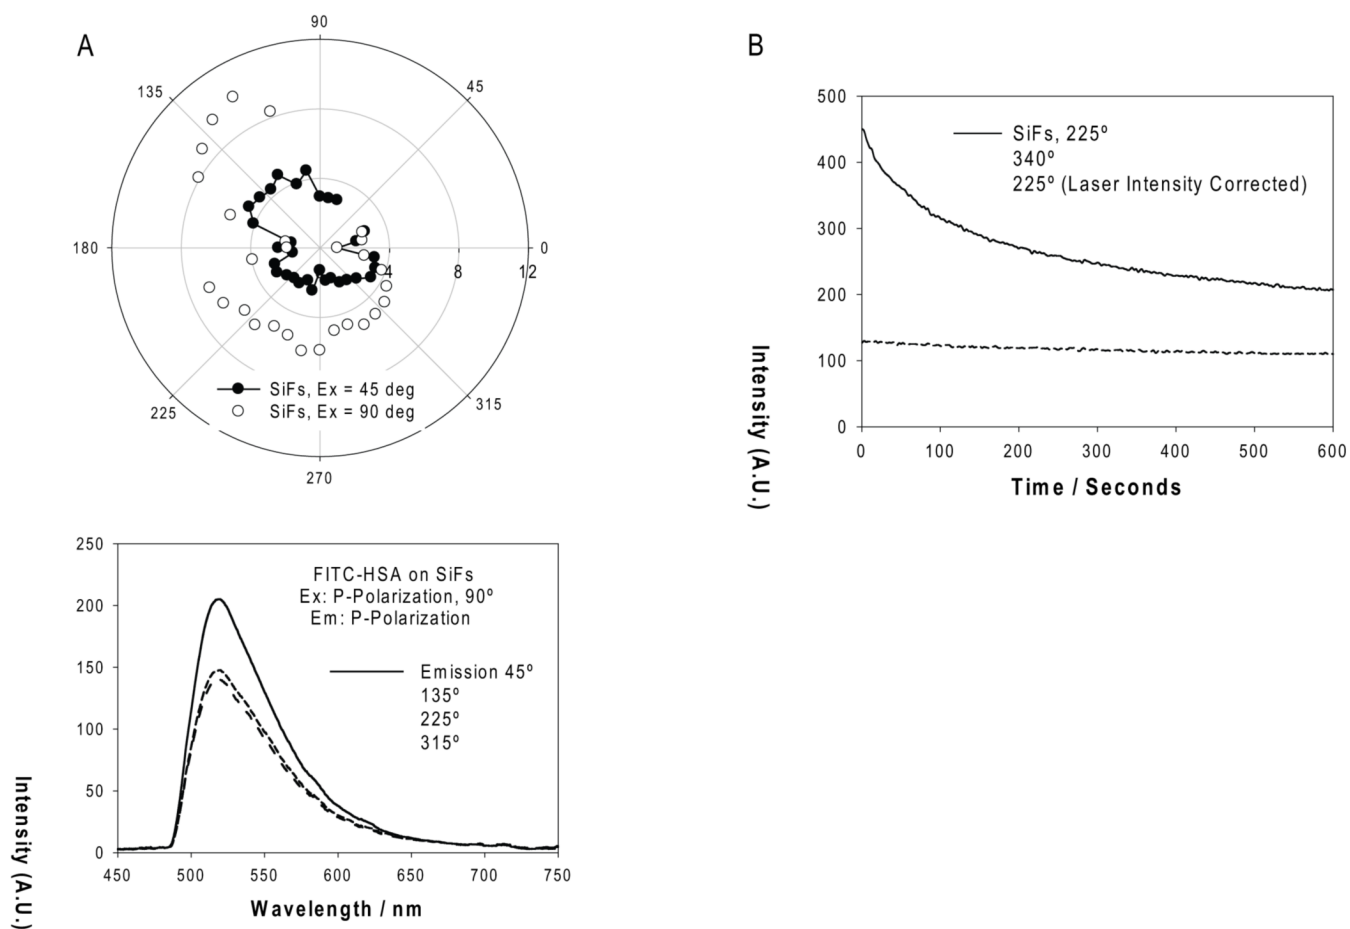 A
90
135
45
180
4
8
12
0
SiFs, Ex = 45 deg
SiFs, Ex = 90 deg
225
315
270
B
500
400
300
200
100
0
SiFs, 225º
340º
225º (Laser Intensity Corrected)
0 100 200 300 400 500 600
Time / Seconds
Intensity (A.U.)
250
200
150
100
50
0
FITC-HSA on SiFs
Ex: P-Polarization, 90º
Em: P-Polarization
Emission 45º
135º
225º
315º
450 500 550 600 650 700 750
Wavelength / nm
Intensity (A.U.)